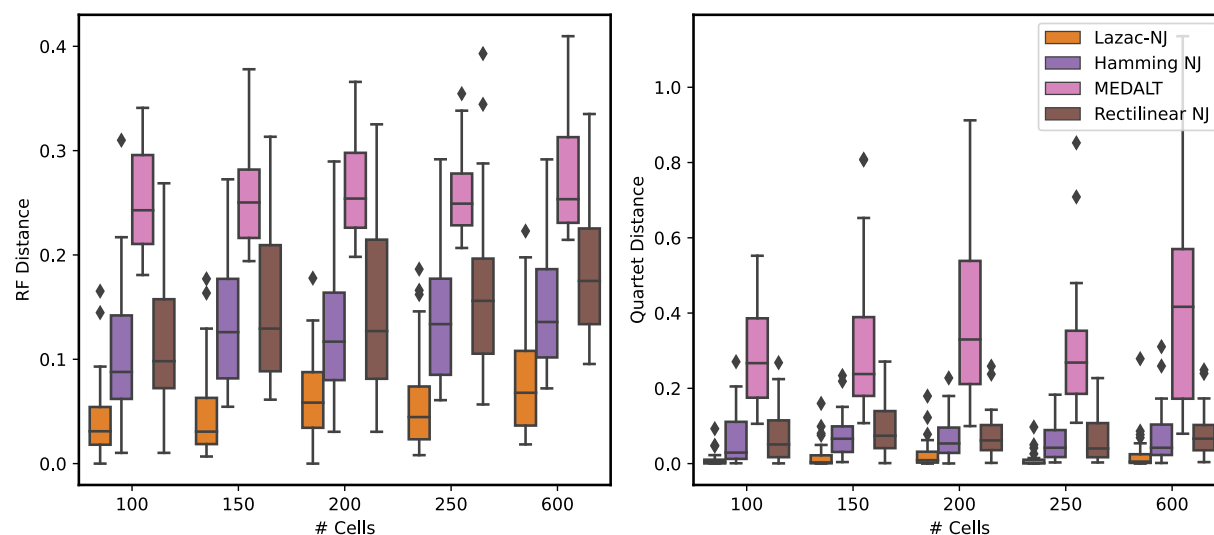 0.4
0.3
0.2
0.1
0.0
RF Distance
100 150 200 250 600
# Cells
1.0
0.8
0.6
0.4
0.2
0.0
Quartet Distance
100 150 200 250 600
# Cells
Lazac-NJ
Hamming NJ
MEDALT
Rectilinear NJ